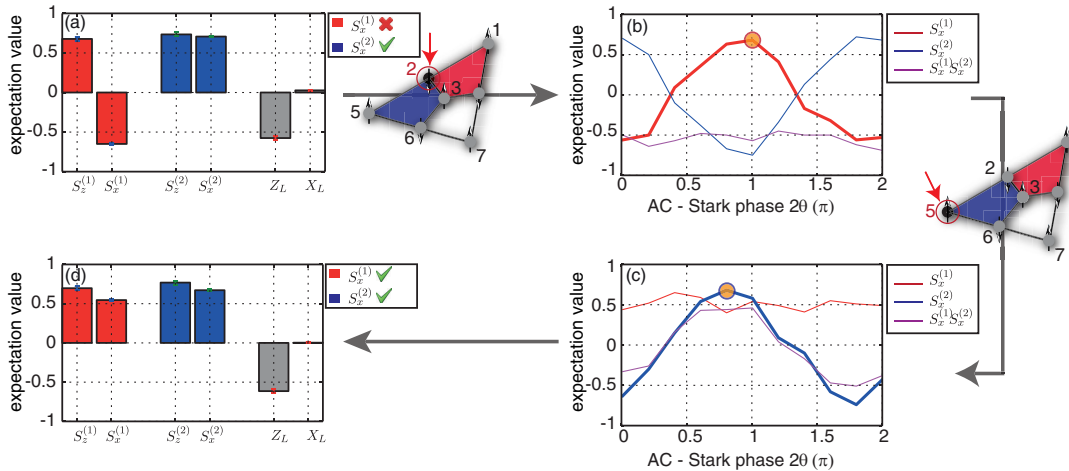 (a)
expectation value
1
0.5
0
-0.5
-1
$S_z^{(1)}$ $S_x^{(1)}$ $S_z^{(2)}$ $S_x^{(2)}$ $Z_L$ $X_L$
$S_x^{(1)}$
$S_x^{(2)}$
1
2
3
5
6
7
(b)
expectation value
1
0.5
0
-0.5
-1
0 0.5 1 1.5 2
AC - Stark phase 2θ (π)
$S_x^{(1)}$
$S_x^{(2)}$
$S_x^{(1)}S_x^{(2)}$
2
3
5
6
7
(d)
expectation value
1
0.5
0
-0.5
-1
$S_z^{(1)}$ $S_x^{(1)}$ $S_z^{(2)}$ $S_x^{(2)}$ $Z_L$ $X_L$
$S_x^{(1)}$
$S_x^{(2)}$
(c)
expectation value
1
0.5
0
-0.5
-1
0 0.5 1 1.5 2
AC - Stark phase 2θ (π)
$S_x^{(1)}$
$S_x^{(2)}$
$S_x^{(1)}S_x^{(2)}$